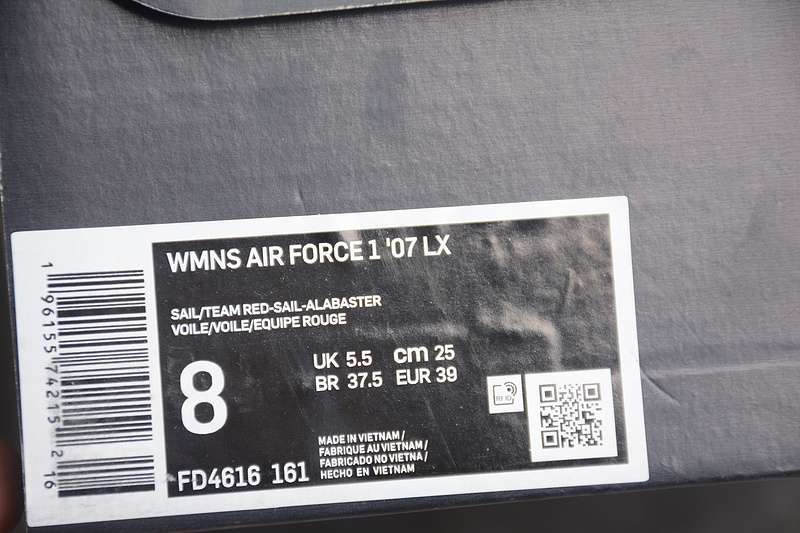 WMNS AIR FORCE 1 '07 LX
SAIL/TEAM RED-SAIL-ALABASTER
VOILE/VOILE/EQUIPE ROUGE
8
UK 5.5 cm 25
BR 37.5 EUR 39
MADE IN VIETNAM /
FABRIQUE AU VIETNAM /
FABRICADO NO VIETNA /
HECHO EN VIETNAM
FD4616 161
RFID
1 96155 74215 2 16